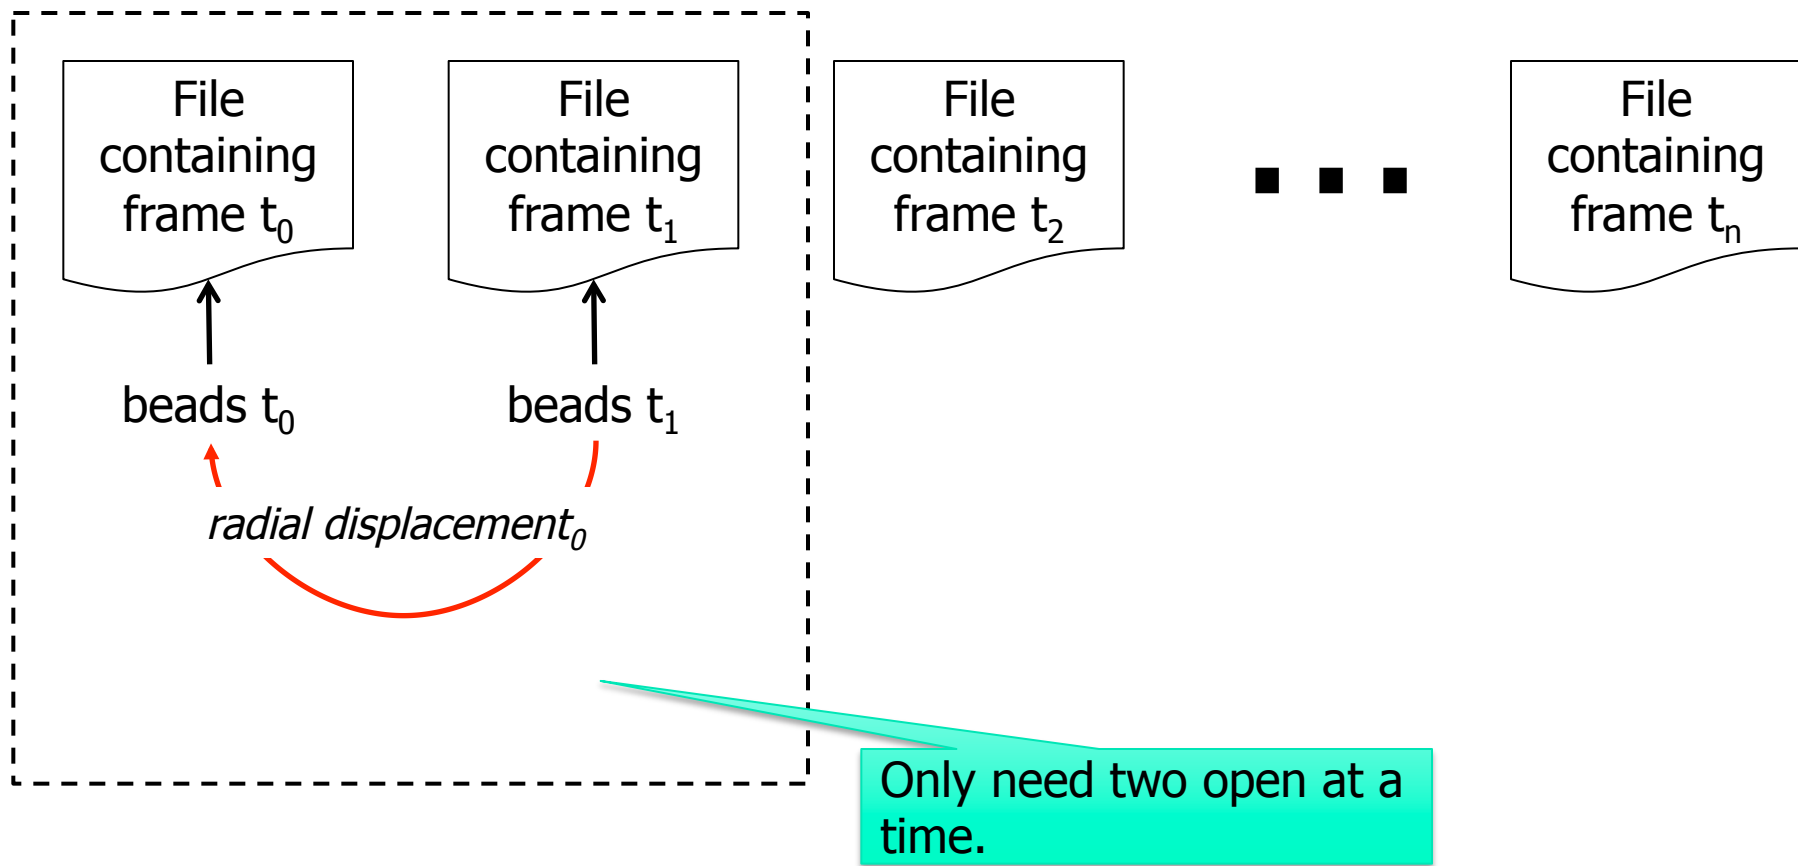 File
containing
frame t₀
File
containing
frame t₁
File
containing
frame t₂
File
containing
frame tₙ
beads t₀
beads t₁
radial displacement₀
Only need two open at a
time.